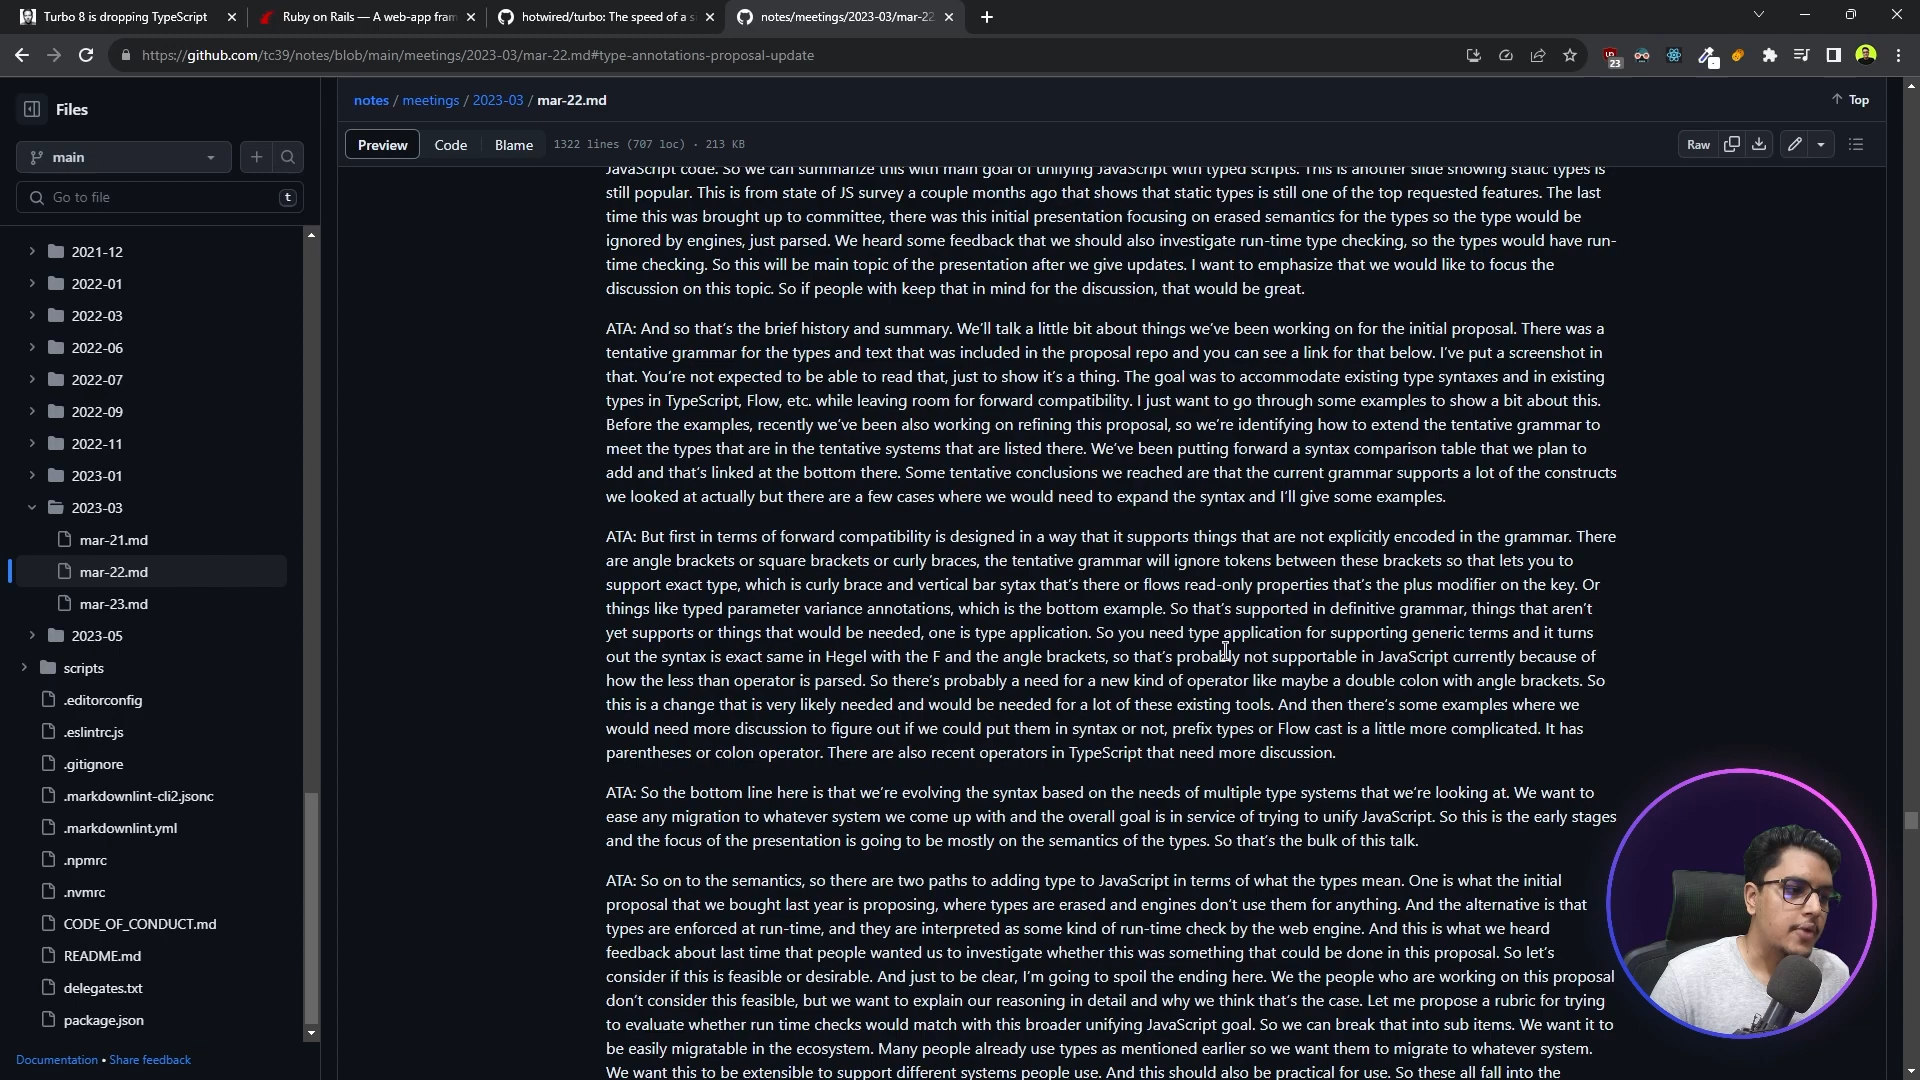 Turbo 8 is dropping TypeScript
Ruby on Rails — A web-app fram
hotwired/turbo: The speed of a s
notes/meetings/2023-03/mar-22
https://github.com/tc39/notes/blob/main/meetings/2023-03/mar-22.md#type-annotations-proposal-update
23
Files
main
Go to file
t
2021-12
2022-01
2022-03
2022-06
2022-07
2022-09
2022-11
2023-01
2023-03
mar-21.md
mar-22.md
mar-23.md
2023-05
scripts
.editorconfig
.eslintrc.js
.gitignore
.markdownlint-cli2.jsonc
.markdownlint.yml
.npmrc
.nvmrc
CODE_OF_CONDUCT.md
README.md
delegates.txt
package.json
Documentation • Share feedback
notes / meetings / 2023-03 / mar-22.md
Top
Preview
Code
Blame
1322 lines (707 loc) · 213 KB
Raw
JavaScript code. So we can summarize this with main goal of unifying JavaScript with typed scripts. This is another slide showing static types is
still popular. This is from state of JS survey a couple months ago that shows that static types is still one of the top requested features. The last
time this was brought up to committee, there was this initial presentation focusing on erased semantics for the types so the type would be
ignored by engines, just parsed. We heard some feedback that we should also investigate run-time type checking, so the types would have run-
time checking. So this will be main topic of the presentation after we give updates. I want to emphasize that we would like to focus the
discussion on this topic. So if people with keep that in mind for the discussion, that would be great.
ATA: And so that's the brief history and summary. We'll talk a little bit about things we've been working on for the initial proposal. There was a
tentative grammar for the types and text that was included in the proposal repo and you can see a link for that below. I've put a screenshot in
that. You're not expected to be able to read that, just to show it's a thing. The goal was to accommodate existing type syntaxes and in existing
types in TypeScript, Flow, etc. while leaving room for forward compatibility. I just want to go through some examples to show a bit about this.
Before the examples, recently we've been also working on refining this proposal, so we're identifying how to extend the tentative grammar to
meet the types that are in the tentative systems that are listed there. We've been putting forward a syntax comparison table that we plan to
add and that's linked at the bottom there. Some tentative conclusions we reached are that the current grammar supports a lot of the constructs
we looked at actually but there are a few cases where we would need to expand the syntax and I'll give some examples.
ATA: But first in terms of forward compatibility is designed in a way that it supports things that are not explicitly encoded in the grammar. There
are angle brackets or square brackets or curly braces, the tentative grammar will ignore tokens between these brackets so that lets you to
support exact type, which is curly brace and vertical bar sytax that's there or flows read-only properties that's the plus modifier on the key. Or
things like typed parameter variance annotations, which is the bottom example. So that's supported in definitive grammar, things that aren't
yet supports or things that would be needed, one is type application. So you need type application for supporting generic terms and it turns
out the syntax is exact same in Hegel with the F and the angle brackets, so that's probably not supportable in JavaScript currently because of
how the less than operator is parsed. So there's probably a need for a new kind of operator like maybe a double colon with angle brackets. So
this is a change that is very likely needed and would be needed for a lot of these existing tools. And then there's some examples where we
would need more discussion to figure out if we could put them in syntax or not, prefix types or Flow cast is a little more complicated. It has
parentheses or colon operator. There are also recent operators in TypeScript that need more discussion.
ATA: So the bottom line here is that we're evolving the syntax based on the needs of multiple type systems that we're looking at. We want to
ease any migration to whatever system we come up with and the overall goal is in service of trying to unify JavaScript. So this is the early stages
and the focus of the presentation is going to be mostly on the semantics of the types. So that's the bulk of this talk.
ATA: So on to the semantics, so there are two paths to adding type to JavaScript in terms of what the types mean. One is what the initial
proposal that we bought last year is proposing, where types are erased and engines don't use them for anything. And the alternative is that
types are enforced at run-time, and they are interpreted as some kind of run-time check by the web engine. And this is what we heard
feedback about last time that people wanted us to investigate whether this was something that could be done in this proposal. So let's
consider if this is feasible or desirable. And just to be clear, I'm going to spoil the ending here. We the people who are working on this proposal
don't consider this feasible, but we want to explain our reasoning in detail and why we think that's the case. Let me propose a rubric for trying
to evaluate whether run time checks would match with this broader unifying JavaScript goal. So we can break that into sub items. We want it to
be easily migratable in the ecosystem. Many people already use types as mentioned earlier so we want them to migrate to whatever system.
We want this to be extensible to support different systems people use. And this should also be practical for use. So these all fall into the